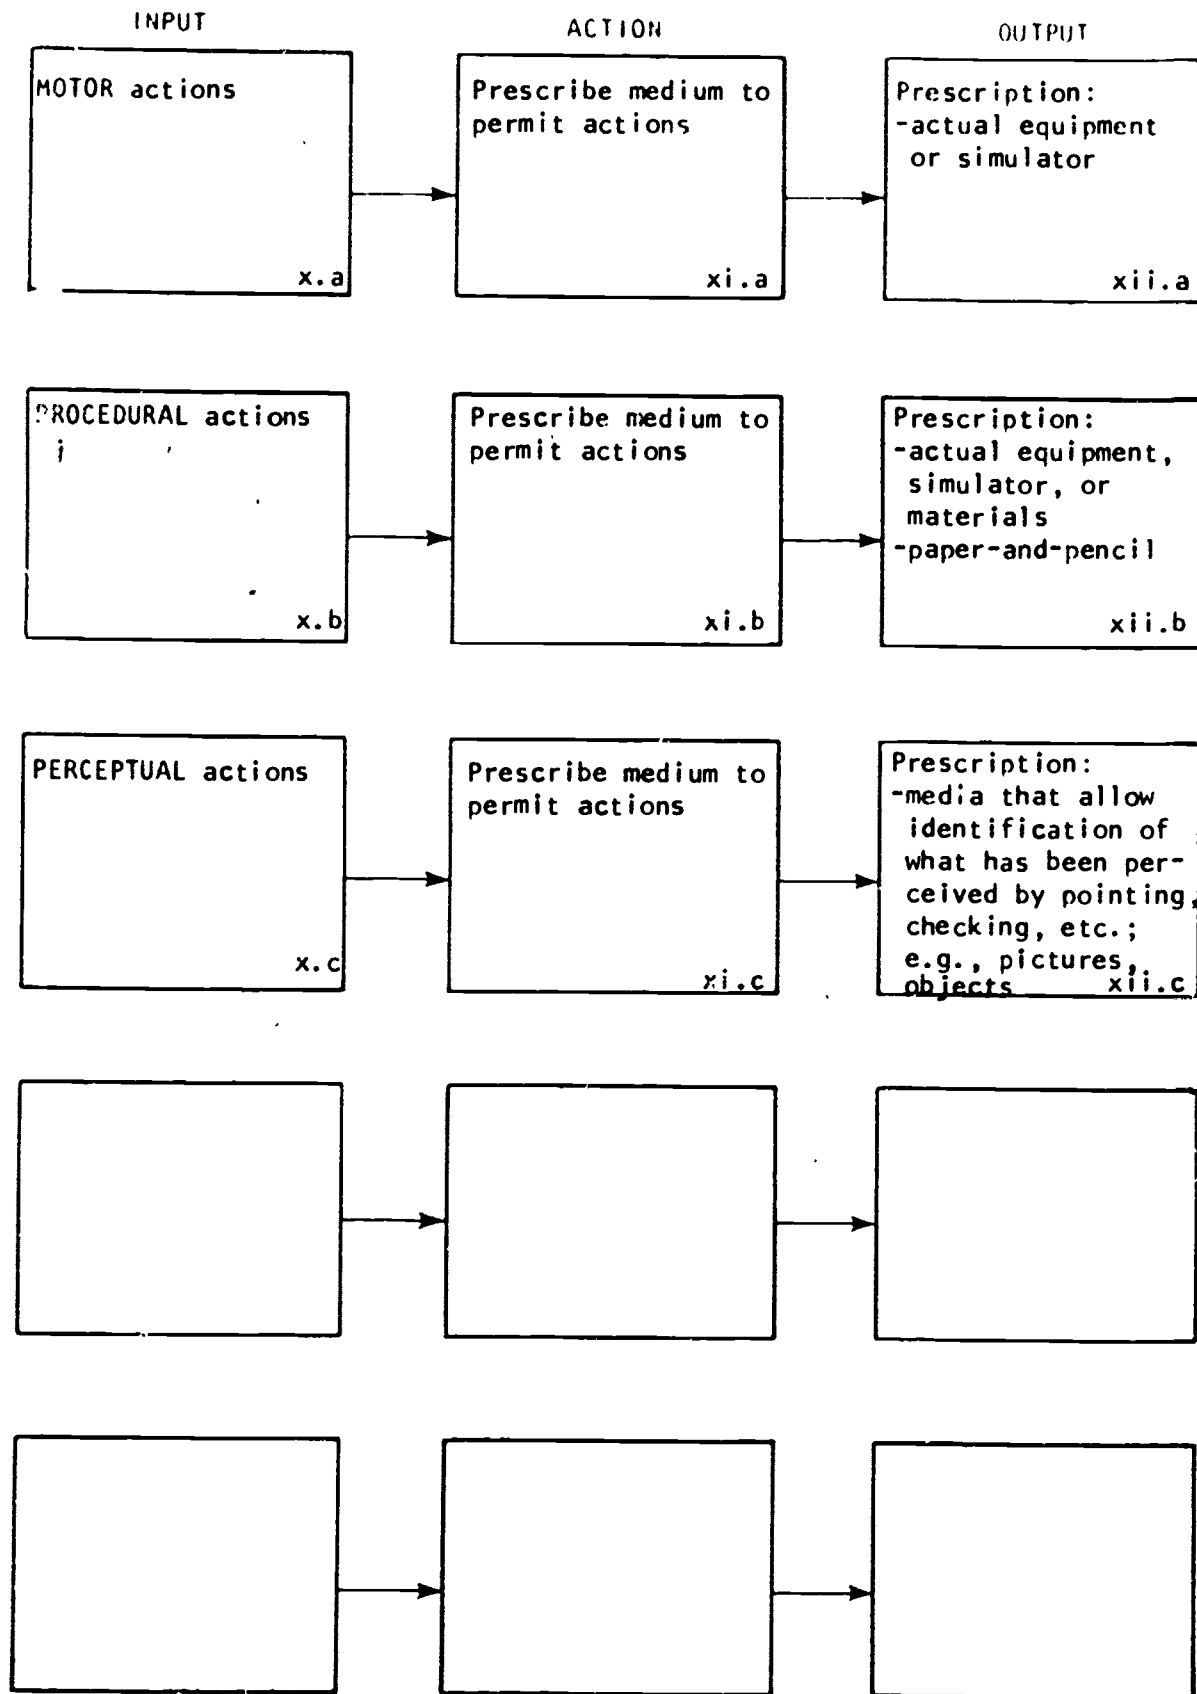 INPUT
ACTION
OUTPUT
MOTOR actions
x.a
Prescribe medium to
permit actions
xi.a
Prescription:
-actual equipment
or simulator
xii.a
PROCEDURAL actions
x.b
Prescribe medium to
permit actions
xi.b
Prescription:
-actual equipment,
simulator, or
materials
-paper-and-pencil
xii.b
PERCEPTUAL actions
x.c
Prescribe medium to
permit actions
xi.c
Prescription:
-media that allow
identification of
what has been per-
ceived by pointing,
checking, etc.;
e.g., pictures,
objects
xii.c